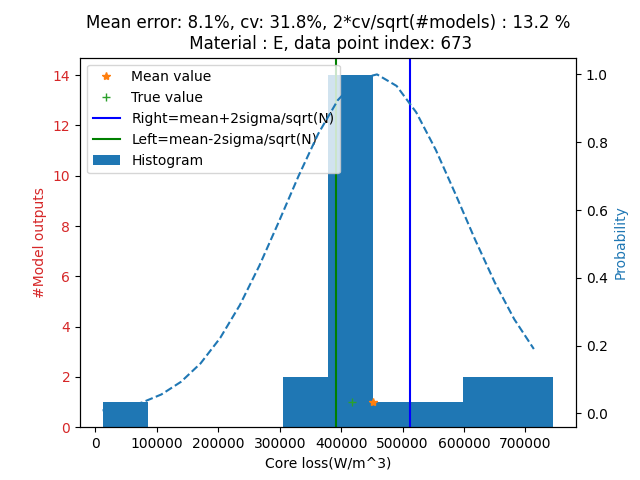 Mean error: 8.1%, cv: 31.8%, 2*cv/sqrt(#models) : 13.2 %
Material : E, data point index: 673
Mean value
True value
Right=mean+2sigma/sqrt(N)
Left=mean-2sigma/sqrt(N)
Histogram
#Model outputs
14
12
10
8
6
4
2
0
1.0
0.8
0.6
0.4
0.2
0.0
Probability
0 100000 200000 300000 400000 500000 600000 700000
Core loss(W/m^3)